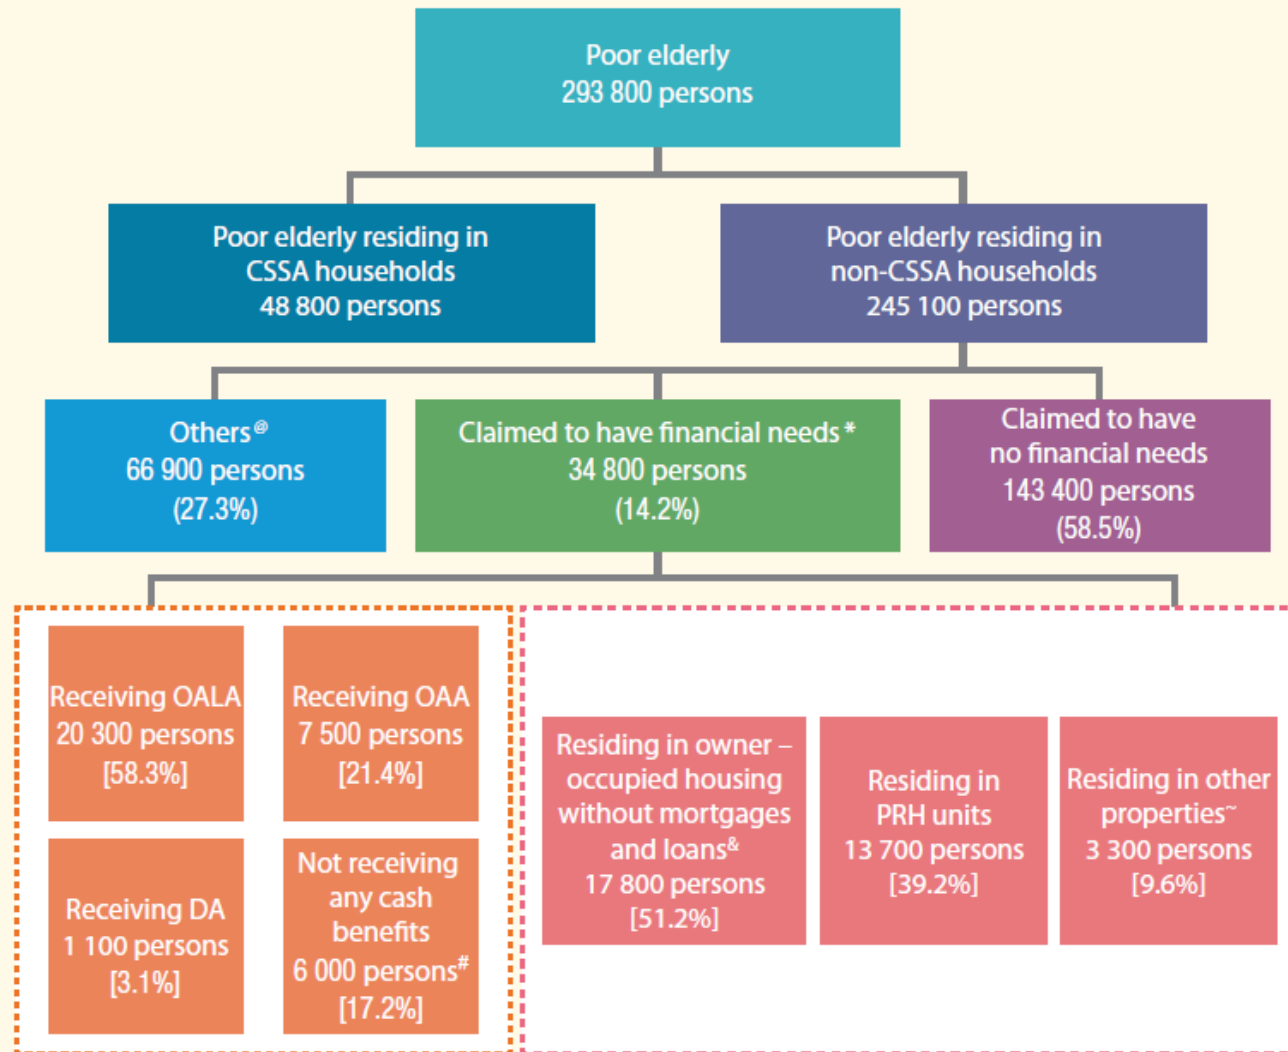 Poor elderly
293 800 persons
Poor elderly residing in
CSSA households
48 800 persons
Poor elderly residing in
non-CSSA households
245 100 persons
Others@
66 900 persons
(27.3%)
Claimed to have financial needs*
34 800 persons
(14.2%)
Claimed to have
no financial needs
143 400 persons
(58.5%)
Receiving OALA
20 300 persons
[58.3%]
Receiving OAA
7 500 persons
[21.4%]
Receiving DA
1 100 persons
[3.1%]
Not receiving
any cash
benefits
6 000 persons#
[17.2%]
Residing in owner –
occupied housing
without mortgages
and loans&
17 800 persons
[51.2%]
Residing in
PRH units
13 700 persons
[39.2%]
Residing in other
properties~
3 300 persons
[9.6%]